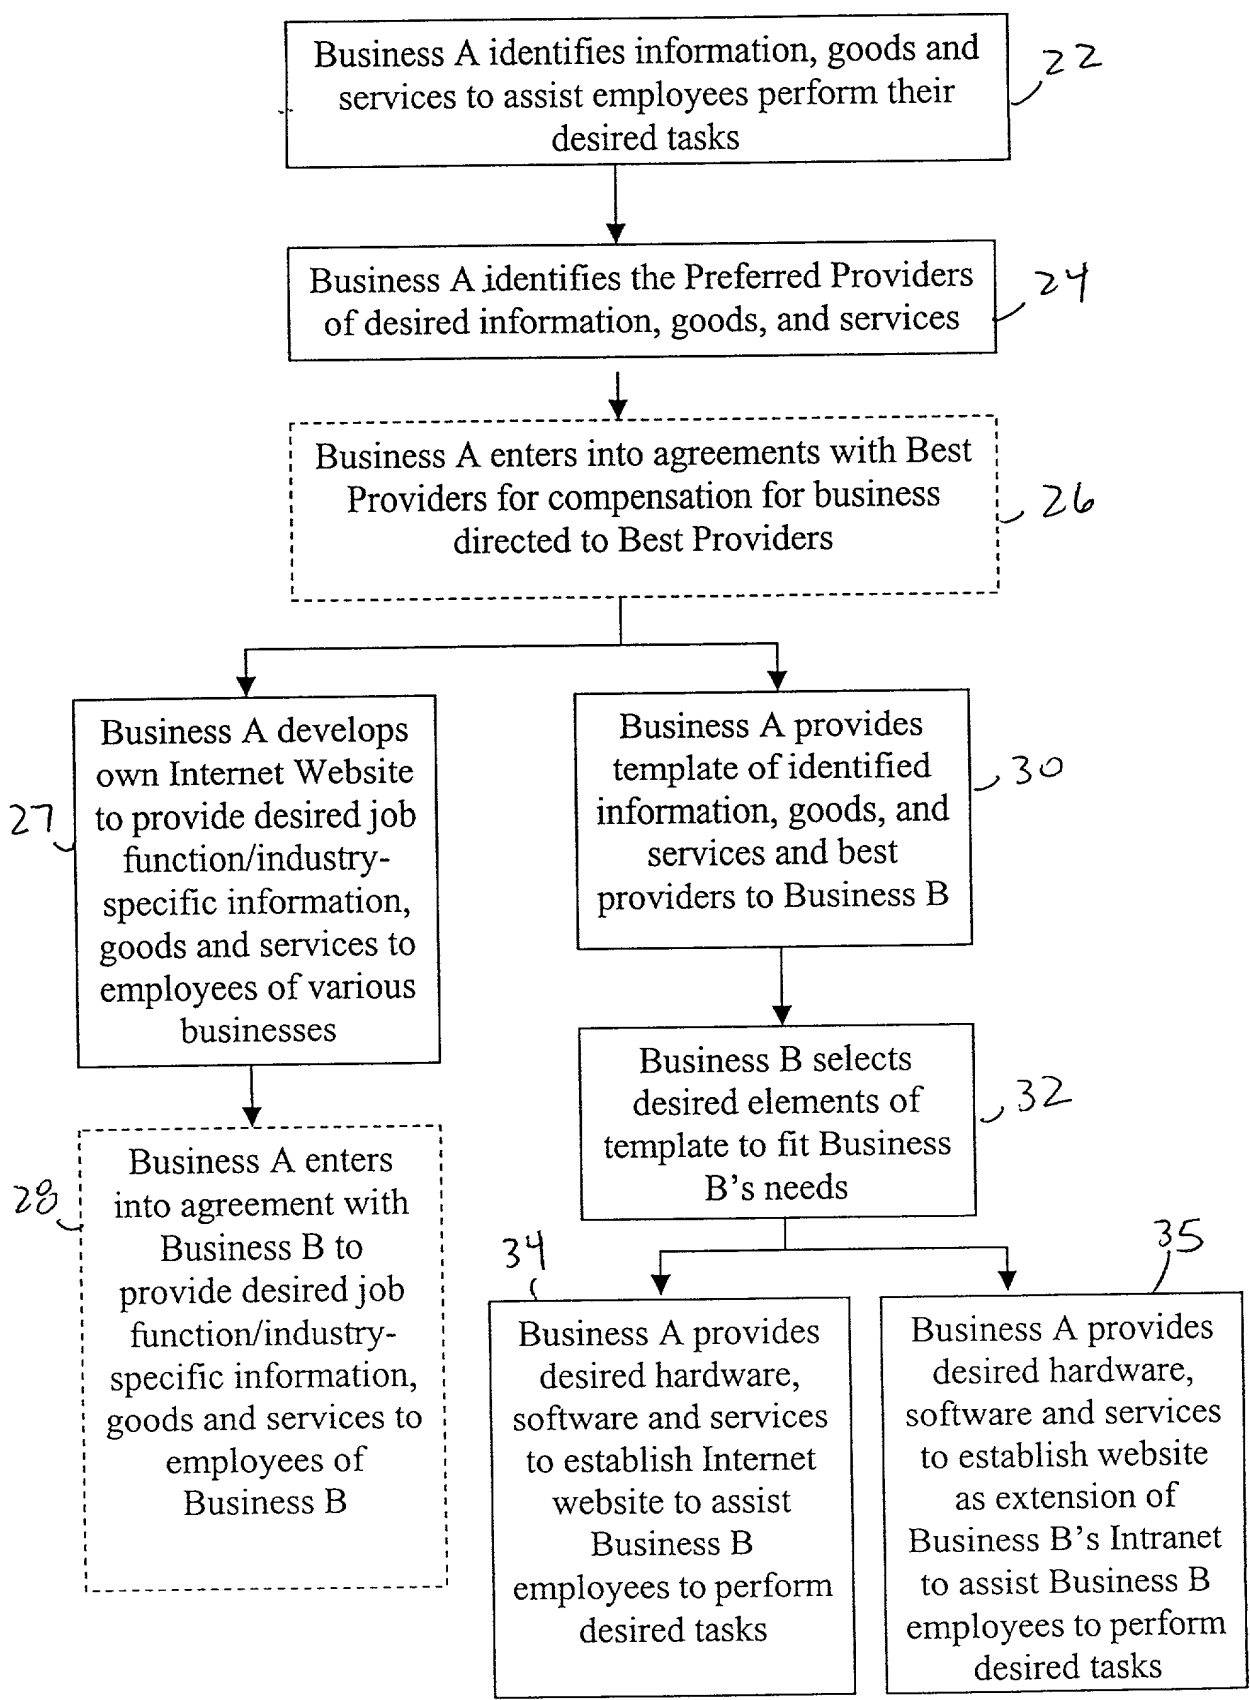 Business A identifies information, goods and
services to assist employees perform their
desired tasks
22
Business A identifies the Preferred Providers
of desired information, goods, and services
24
Business A enters into agreements with Best
Providers for compensation for business
directed to Best Providers
26
Business A develops
own Internet Website
to provide desired job
function/industry-
specific information,
goods and services to
employees of various
businesses
27
Business A provides
template of identified
information, goods, and
services and best
providers to Business B
30
Business B selects
desired elements of
template to fit Business
B's needs
32
Business A enters
into agreement with
Business B to
provide desired job
function/industry-
specific information,
goods and services to
employees of
Business B
28
34
Business A provides
desired hardware,
software and services
to establish Internet
website to assist
Business B
employees to perform
desired tasks
35
Business A provides
desired hardware,
software and services
to establish website
as extension of
Business B's Intranet
to assist Business B
employees to perform
desired tasks